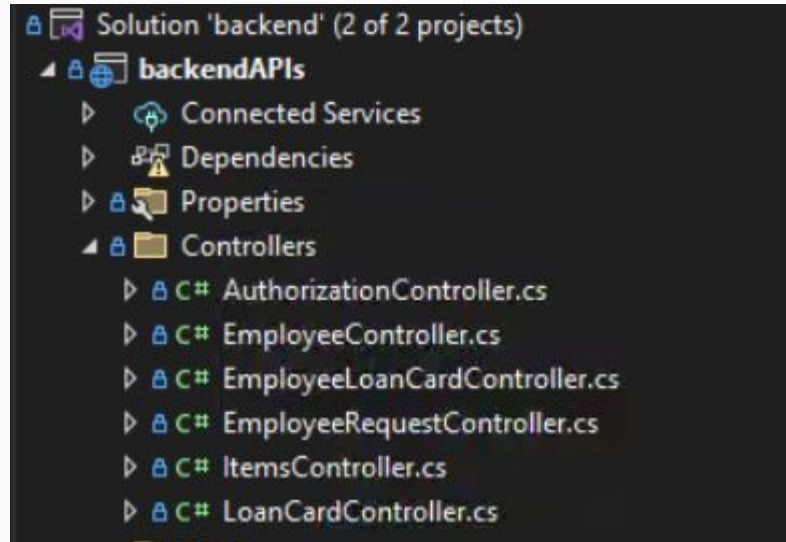 Solution 'backend' (2 of 2 projects)
backendAPIs
Connected Services
Dependencies
Properties
Controllers
C# AuthorizationController.cs
C# EmployeeController.cs
C# EmployeeLoanCardController.cs
C# EmployeeRequestController.cs
C# ItemsController.cs
C# LoanCardController.cs